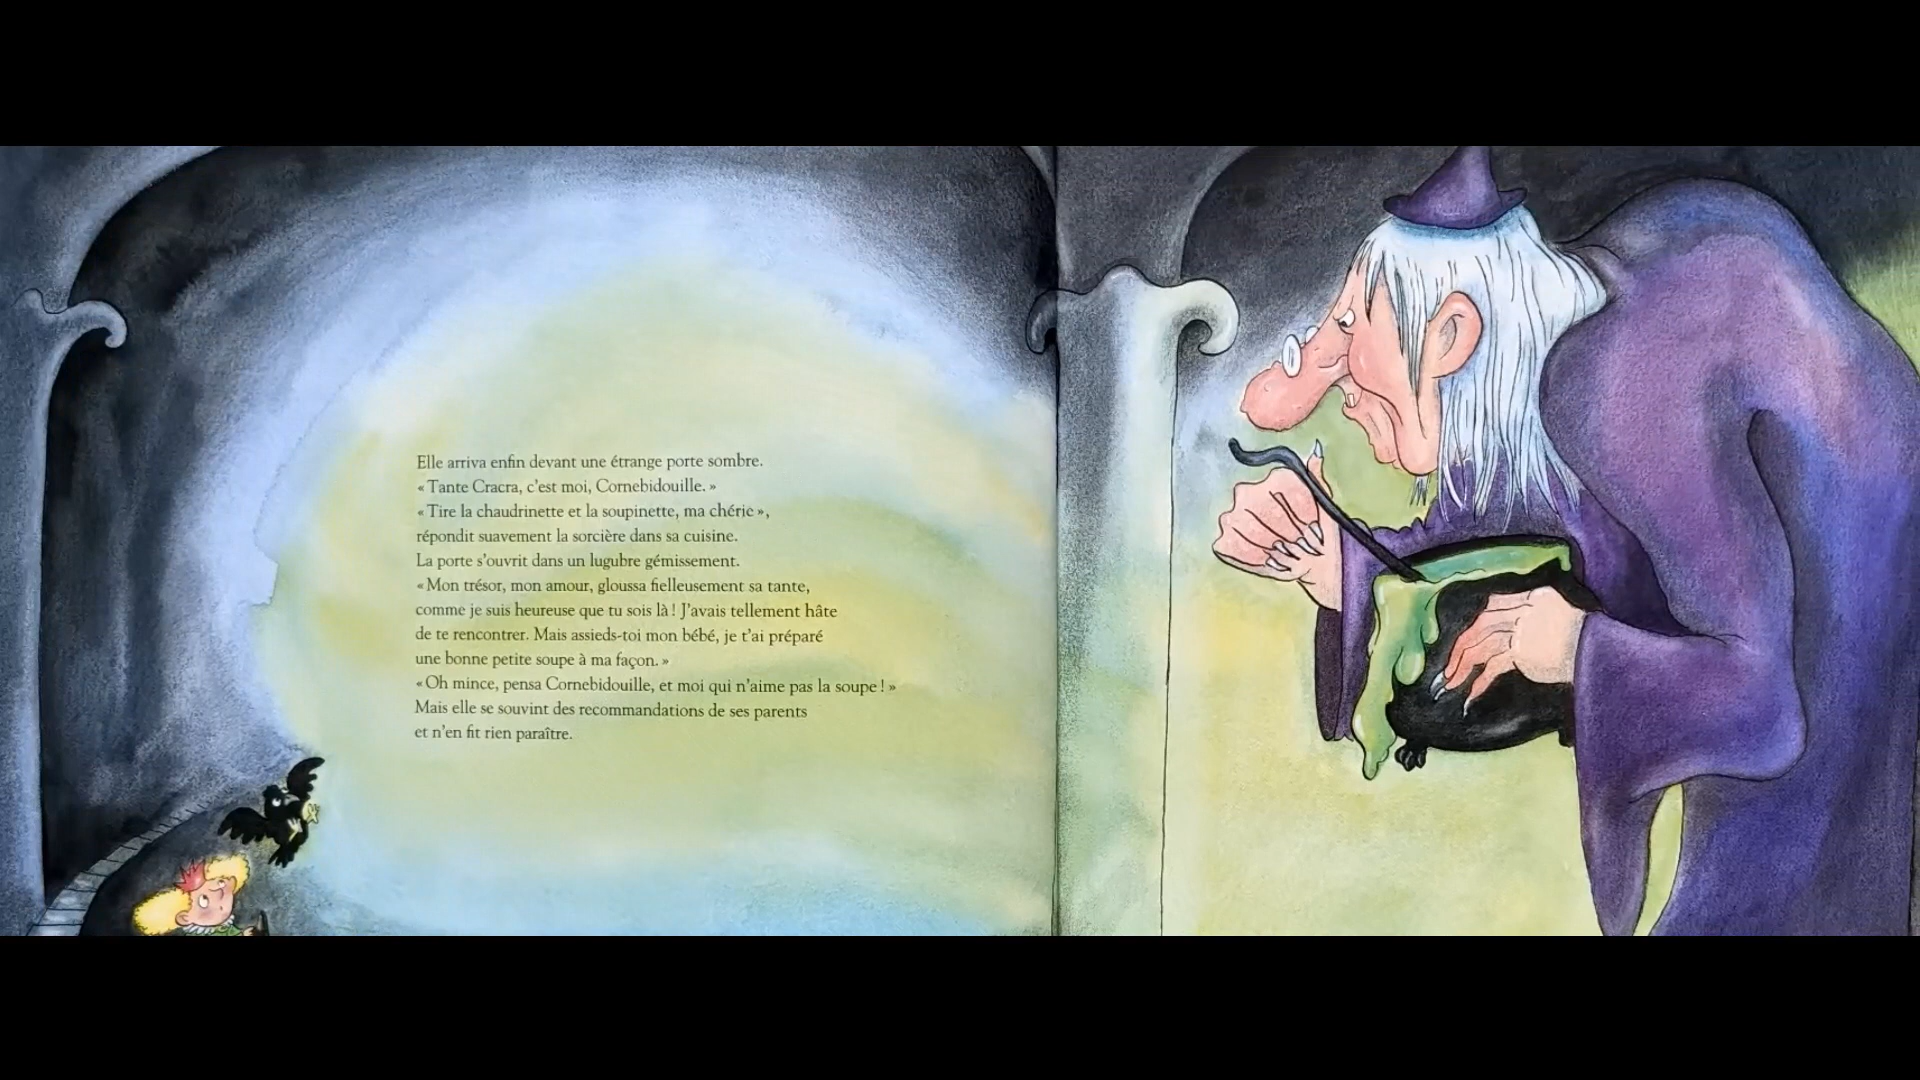 Elle arriva enfin devant une étrange porte sombre.
« Tante Cracra, c'est moi, Cornebidouille. »
« Tire la chaudrinette et la soupinette, ma chérie »,
répondit suavement la sorcière dans sa cuisine.
La porte s'ouvrit dans un lugubre gémissement.
« Mon trésor, mon amour, gloussa fielleusement sa tante,
comme je suis heureuse que tu sois là ! J'avais tellement hâte
de te rencontrer. Mais assieds-toi mon bébé, je t'ai préparé
une bonne petite soupe à ma façon. »
« Oh mince, pensa Cornebidouille, et moi qui n'aime pas la soupe ! »
Mais elle se souvint des recommandations de ses parents
et n'en fit rien paraître.